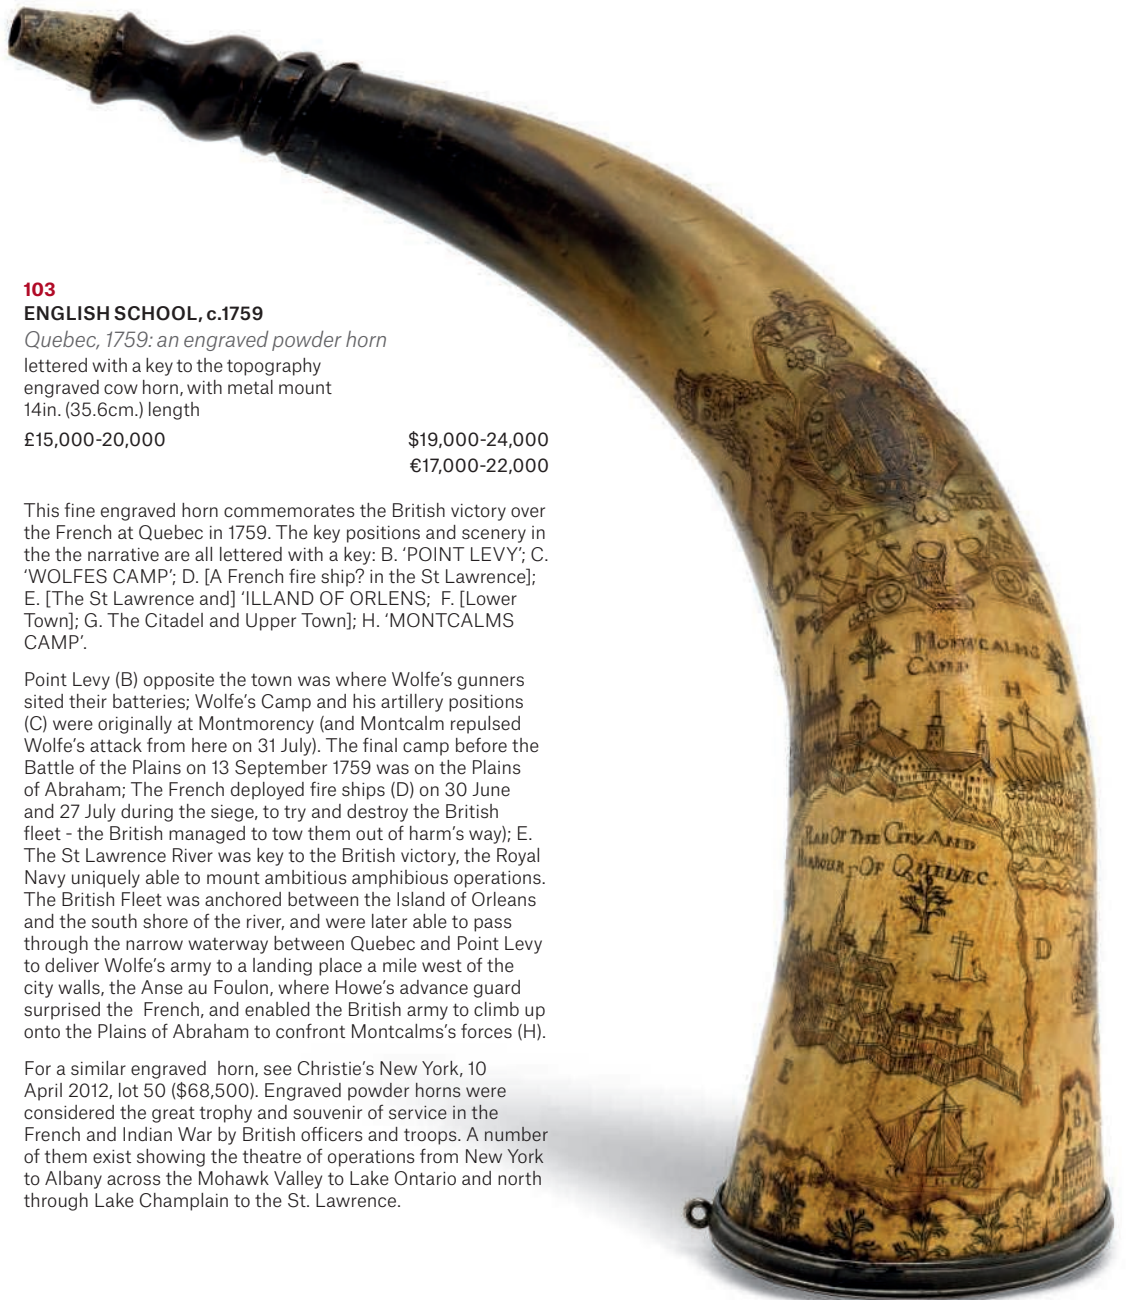 103
ENGLISH SCHOOL, c.1759
Quebec, 1759: an engraved powder horn
lettered with a key to the topography
engraved cow horn, with metal mount
14in. (35.6cm.) length
£15,000-20,000 $19,000-24,000
€17,000-22,000
This fine engraved horn commemorates the British victory over
the French at Quebec in 1759. The key positions and scenery in
the the narrative are all lettered with a key: B. ‘POINT LEVY’; C.
‘WOLFES CAMP’; D. [A French fire ship? in the St Lawrence];
E. [The St Lawrence and] ‘ILLAND OF ORLENS;  F. [Lower
Town]; G. The Citadel and Upper Town]; H. ‘MONTCALMS
CAMP’.
Point Levy (B) opposite the town was where Wolfe’s gunners
sited their batteries; Wolfe’s Camp and his artillery positions
(C) were originally at Montmorency (and Montcalm repulsed
Wolfe’s attack from here on 31 July). The final camp before the
Battle of the Plains on 13 September 1759 was on the Plains
of Abraham; The French deployed fire ships (D) on 30 June
and 27 July during the siege, to try and destroy the British
fleet - the British managed to tow them out of harm’s way); E.
The St Lawrence River was key to the British victory, the Royal
Navy uniquely able to mount ambitious amphibious operations.
The British Fleet was anchored between the Island of Orleans
and the south shore of the river, and were later able to pass
through the narrow waterway between Quebec and Point Levy
to deliver Wolfe’s army to a landing place a mile west of the
city walls, the Anse au Foulon, where Howe’s advance guard
surprised the  French, and enabled the British army to climb up
onto the Plains of Abraham to confront Montcalms’s forces (H).
For a similar engraved  horn, see Christie’s New York, 10
April 2012, lot 50 ($68,500). Engraved powder horns were
considered the great trophy and souvenir of service in the
French and Indian War by British officers and troops. A number
of them exist showing the theatre of operations from New York
to Albany across the Mohawk Valley to Lake Ontario and north
through Lake Champlain to the St. Lawrence.
ET
MONTCALMS
CAMP
H
PLAN OF THE CITY AND
HARBOUR OF QUEBEC.
D
E
B